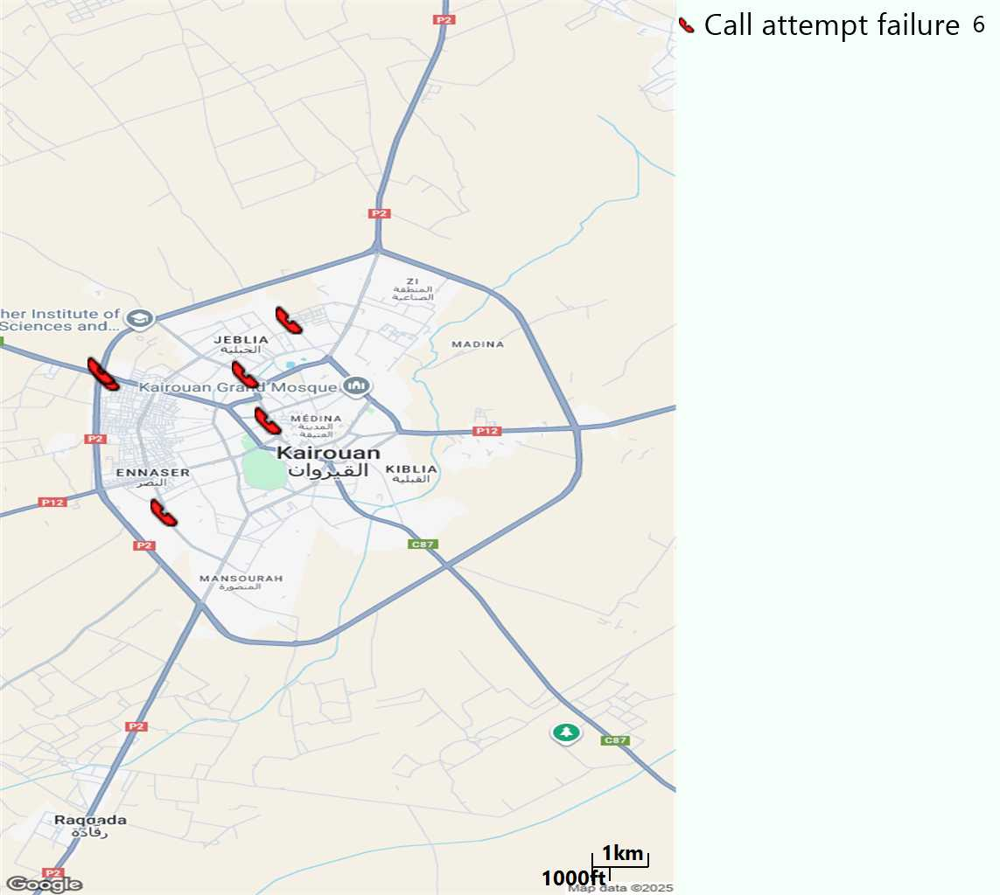 P2
Call attempt failure 6
P2
ZI
المنطقة
الصناعية
her Institute of
Sciences and...
JEBLIA
الجبلية
MADINA
Kairouan Grand Mosque
MÉDINA
المدينة
العتيقة
P2
P12
Kairouan
القيروان
ENNASER
النصر
KIBLIA
القبلية
P12
P2
C87
MANSOURAH
المنصورة
P2
C87
Raqqada
رقادة
P2
1km
1000ft
Google
Map data ©2025